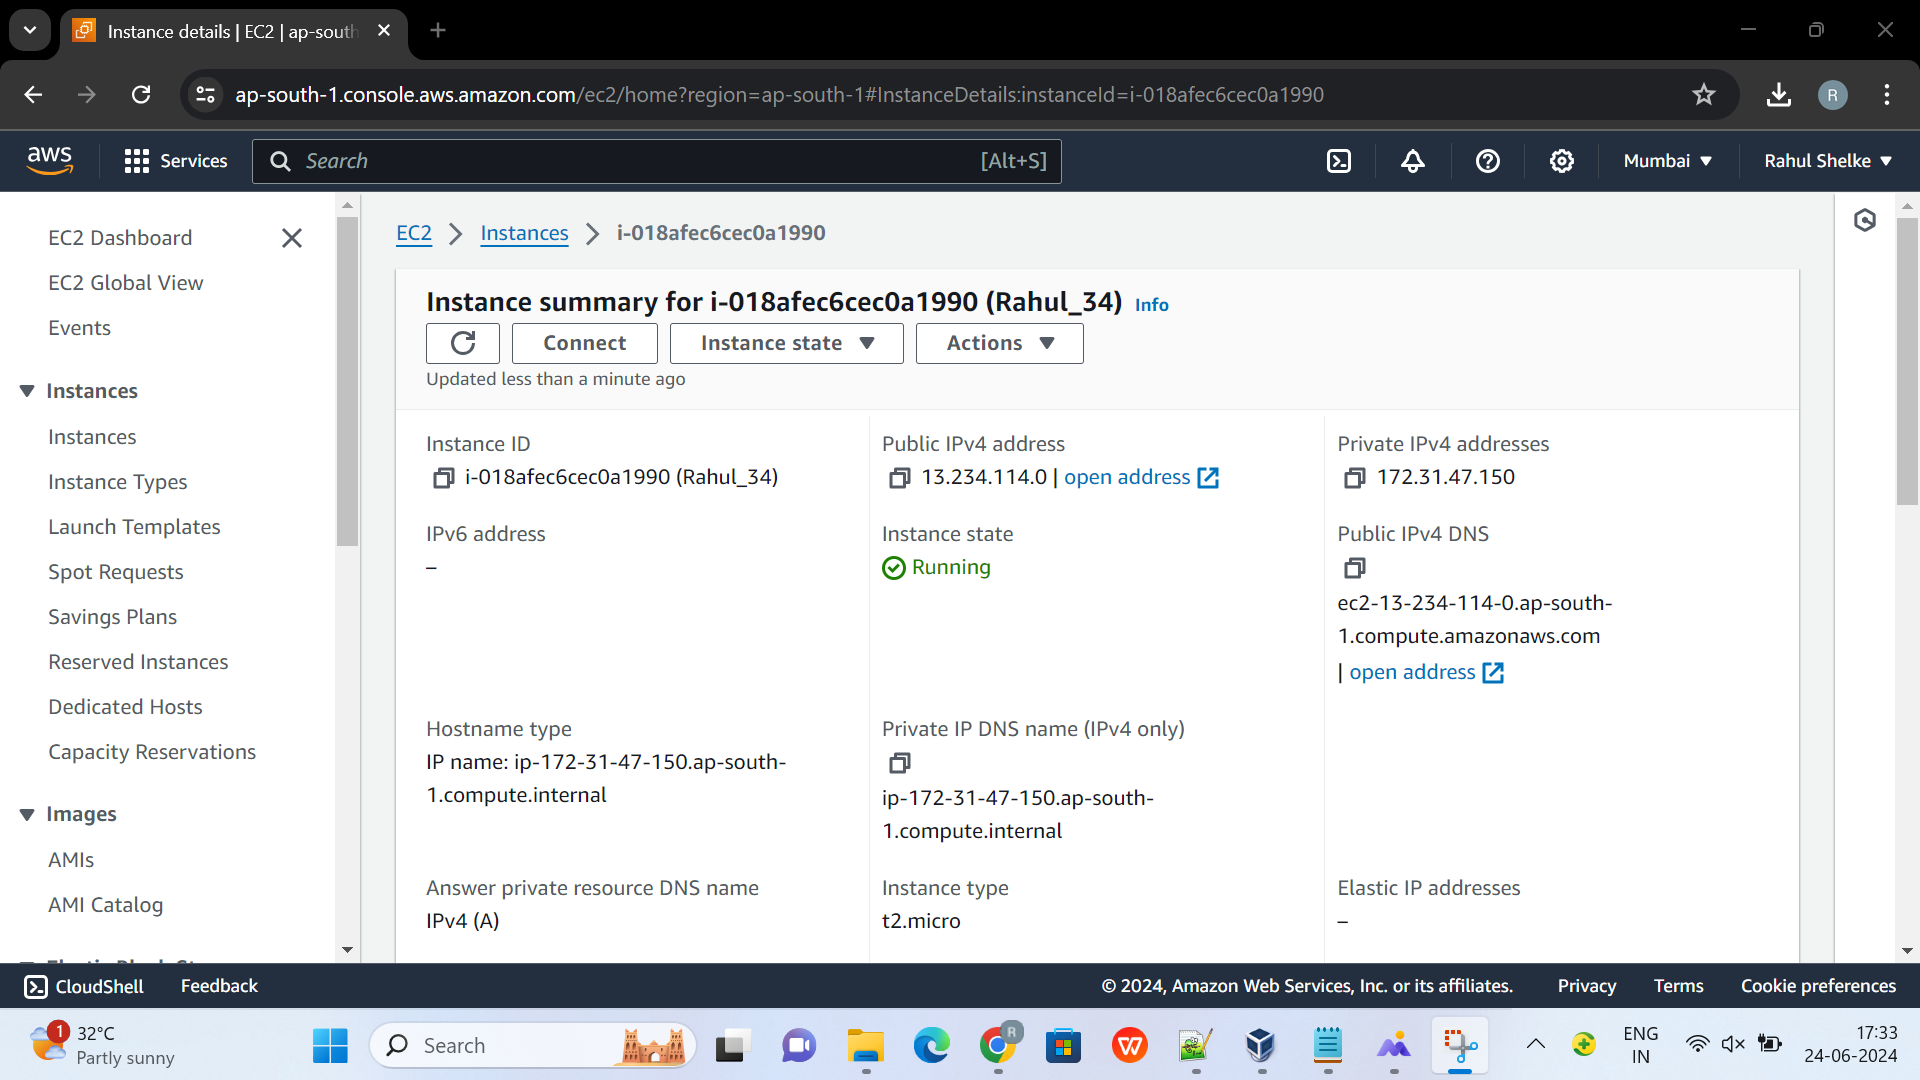 Instance details | EC2 | ap-south
ap-south-1.console.aws.amazon.com/ec2/home?region=ap-south-1#InstanceDetails:instanceId=i-018afec6cec0a1990
R
aws
Services
Search
[Alt+S]
Mumbai
Rahul Shelke
EC2 Dashboard
EC2 Global View
Events
Instances
Instances
Instance Types
Launch Templates
Spot Requests
Savings Plans
Reserved Instances
Dedicated Hosts
Capacity Reservations
Images
AMIs
AMI Catalog
EC2 > Instances > i-018afec6cec0a1990
Instance summary for i-018afec6cec0a1990 (Rahul_34) Info
Connect
Instance state
Actions
Updated less than a minute ago
Instance ID
i-018afec6cec0a1990 (Rahul_34)
Public IPv4 address
13.234.114.0 | open address
Private IPv4 addresses
172.31.47.150
IPv6 address
–
Instance state
Running
Public IPv4 DNS
ec2-13-234-114-0.ap-south-
1.compute.amazonaws.com
| open address
Hostname type
IP name: ip-172-31-47-150.ap-south-
1.compute.internal
Private IP DNS name (IPv4 only)
ip-172-31-47-150.ap-south-
1.compute.internal
Answer private resource DNS name
IPv4 (A)
Instance type
t2.micro
Elastic IP addresses
–
CloudShell
Feedback
© 2024, Amazon Web Services, Inc. or its affiliates.
Privacy
Terms
Cookie preferences
1
32°C
Partly sunny
Search
R
W
ENG
IN
17:33
24-06-2024